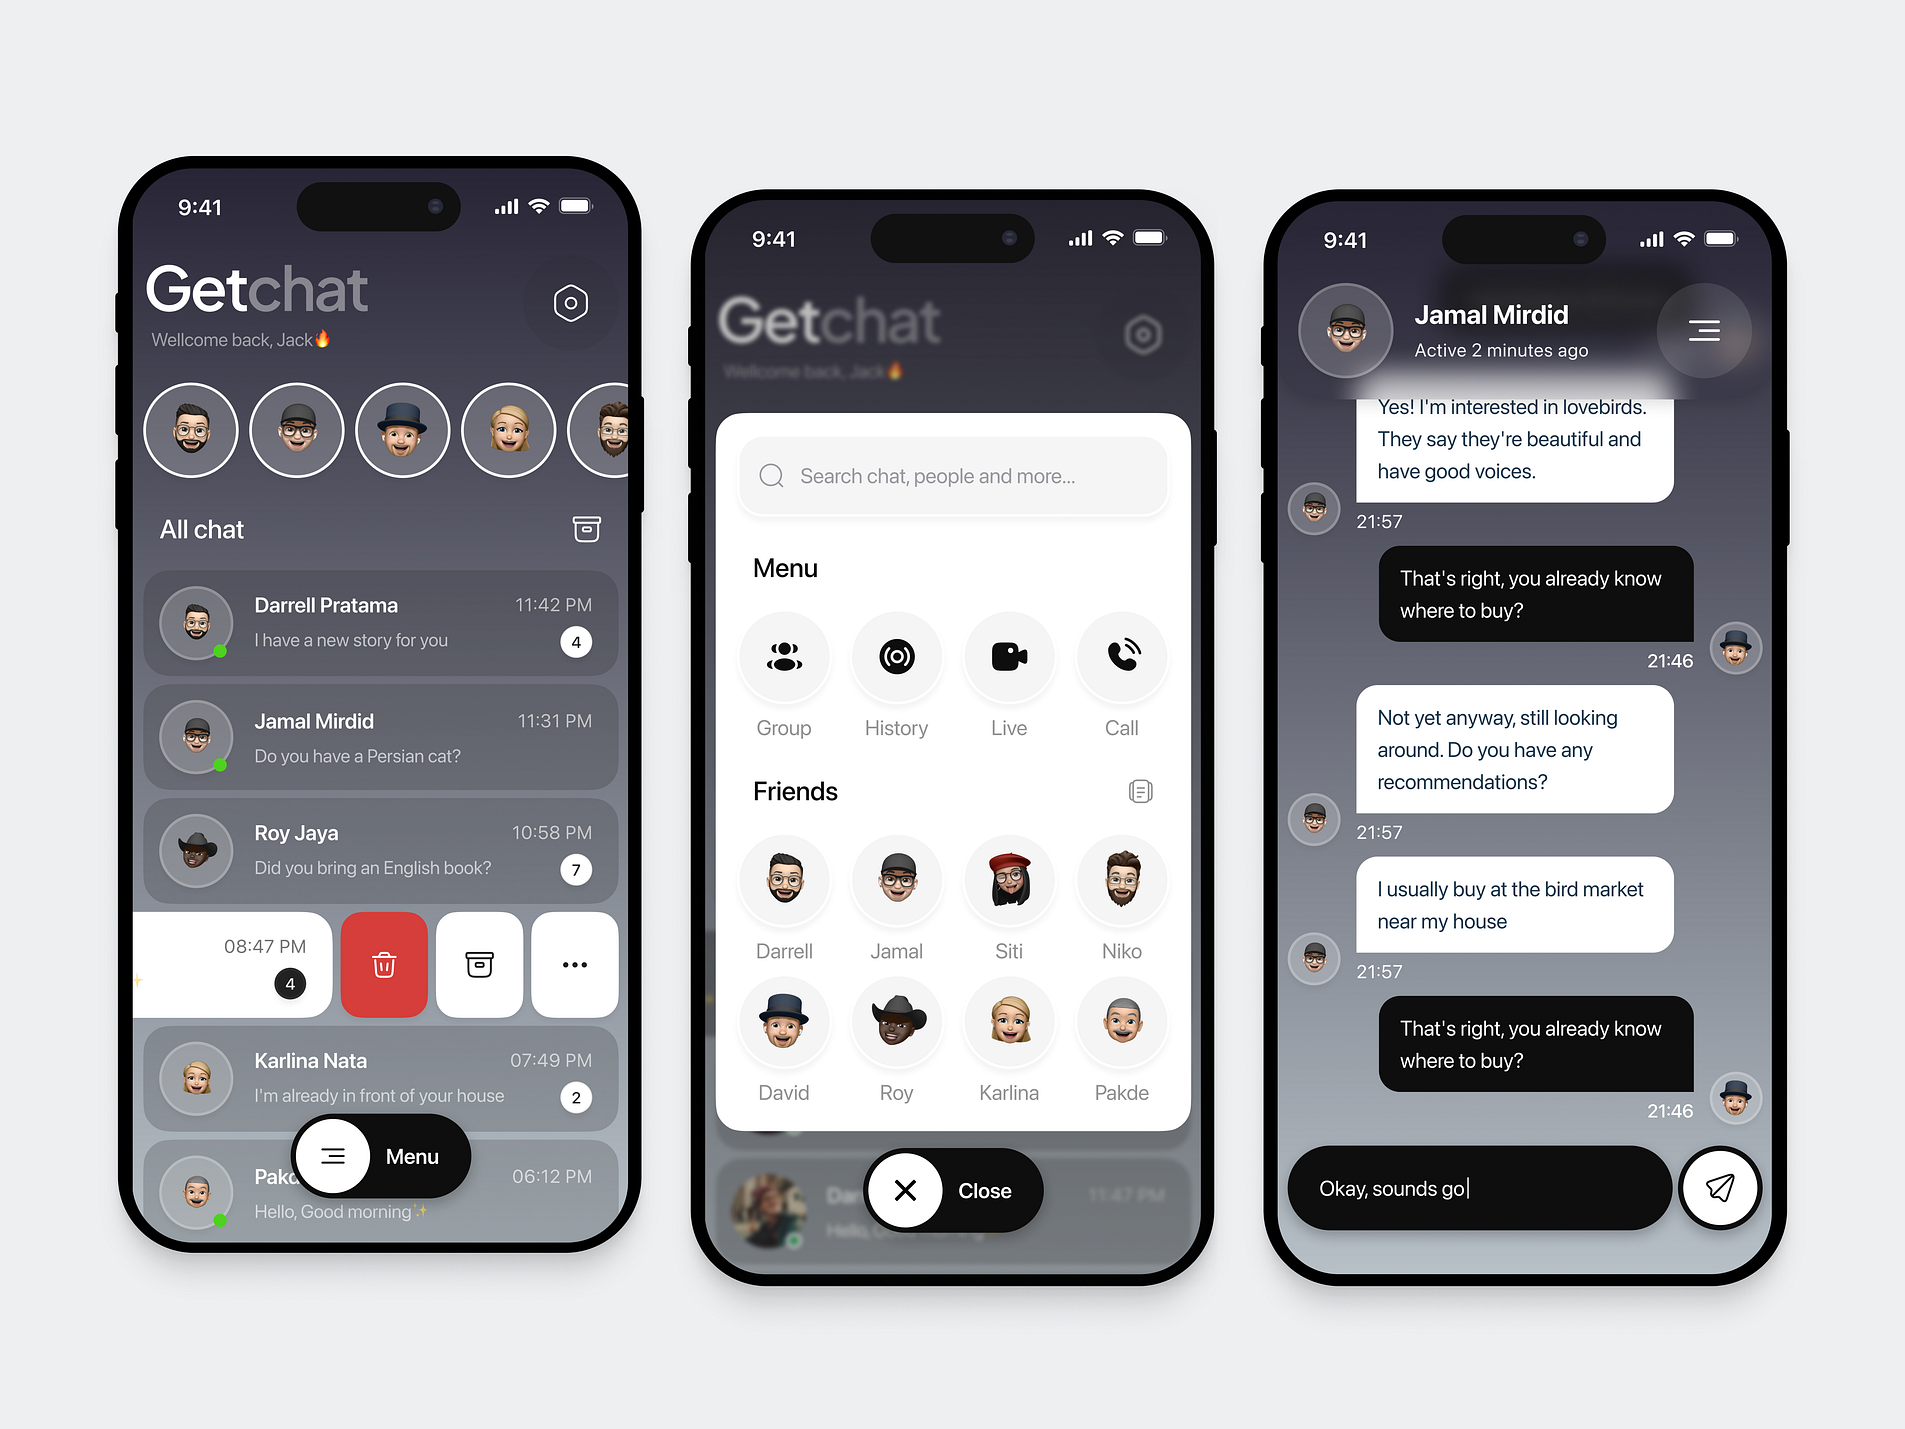 9:41
Getchat
Wellcome back, Jack🔥
All chat
Darrell Pratama
11:42 PM
I have a new story for you
4
Jamal Mirdid
11:31 PM
Do you have a Persian cat?
Roy Jaya
10:58 PM
Did you bring an English book?
7
08:47 PM
4
Karlina Nata
07:49 PM
I'm already in front of your house
2
06:12 PM
Hello, Good morning✨
Menu
9:41
Getchat
Wellcome back, Jack🔥
Search chat, people and more...
Menu
Group
History
Live
Call
Friends
Darrell
Jamal
Siti
Niko
David
Roy
Karlina
Pakde
11:47 PM
Close
9:41
Jamal Mirdid
Active 2 minutes ago
Yes! I'm interested in lovebirds.
They say they're beautiful and
have good voices.
21:57
That's right, you already know
where to buy?
21:46
Not yet anyway, still looking
around. Do you have any
recommendations?
21:57
I usually buy at the bird market
near my house
21:57
That's right, you already know
where to buy?
21:46
Okay, sounds go